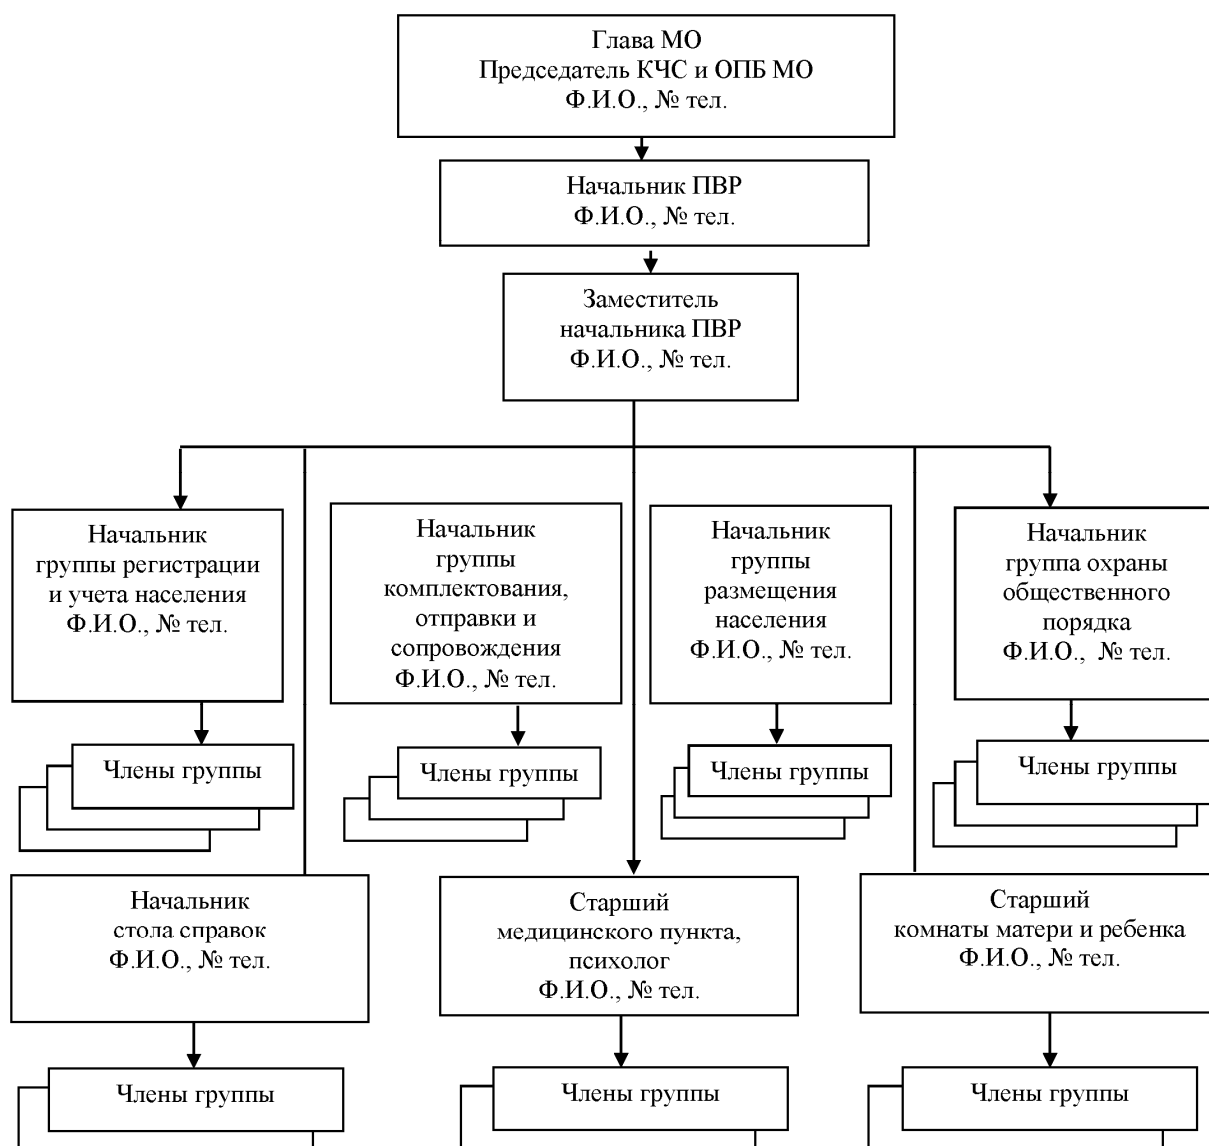 Глава МО
Председатель КЧС и ОПБ МО
Ф.И.О., № тел.
Начальник ПВР
Ф.И.О., № тел.
Заместитель
начальника ПВР
Ф.И.О., № тел.
Начальник
группы регистрации
и учета населения
Ф.И.О., № тел.
Начальник
группы
комплектования,
отправки и
сопровождения
Ф.И.О., № тел.
Начальник
группы
размещения
населения
Ф.И.О., № тел.
Начальник
группа охраны
общественного
порядка
Ф.И.О., № тел.
Члены группы
Члены группы
Члены группы
Члены группы
Начальник
стола справок
Ф.И.О., № тел.
Старший
медицинского пункта,
психолог
Ф.И.О., № тел.
Старший
комнаты матери и ребенка
Ф.И.О., № тел.
Члены группы
Члены группы
Члены группы